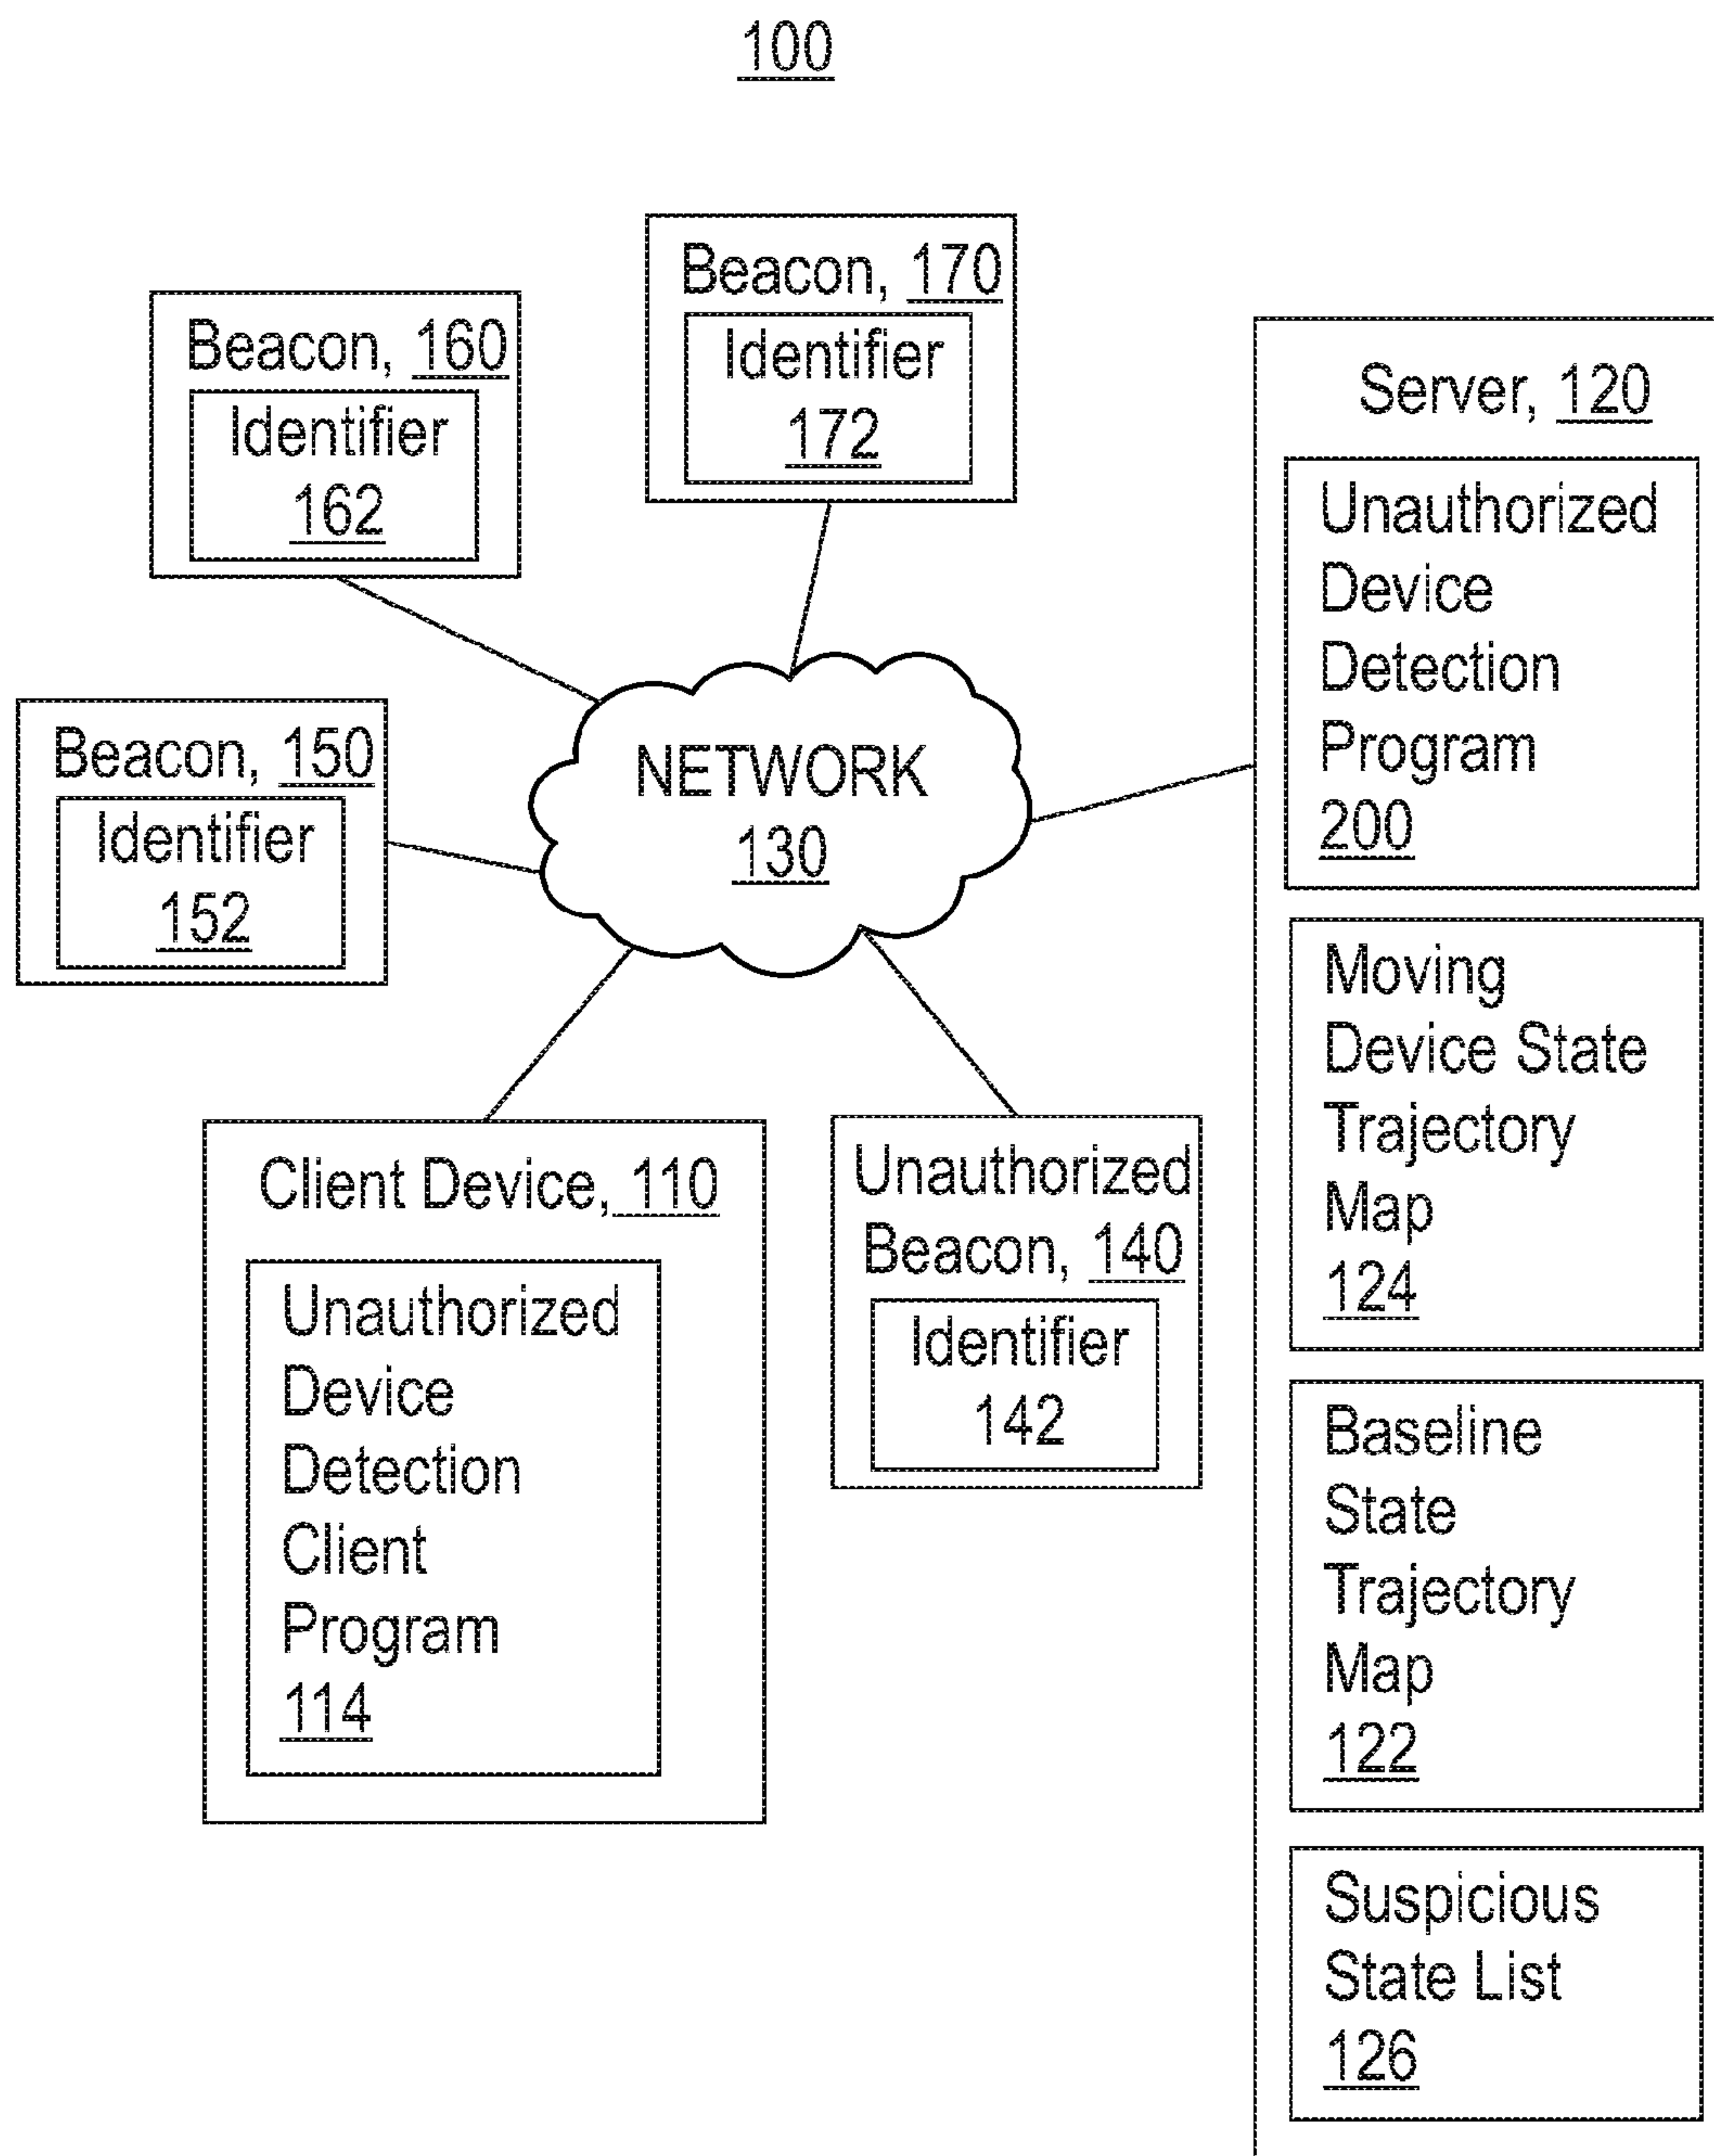 100
Beacon, 170
Identifier
172
Beacon, 160
Identifier
162
Beacon, 150
Identifier
152
NETWORK
130
Client Device, 110
Unauthorized
Device
Detection
Client
Program
114
Unauthorized
Beacon, 140
Identifier
142
Server, 120
Unauthorized
Device
Detection
Program
200
Moving
Device State
Trajectory
Map
124
Baseline
State
Trajectory
Map
122
Suspicious
State List
126